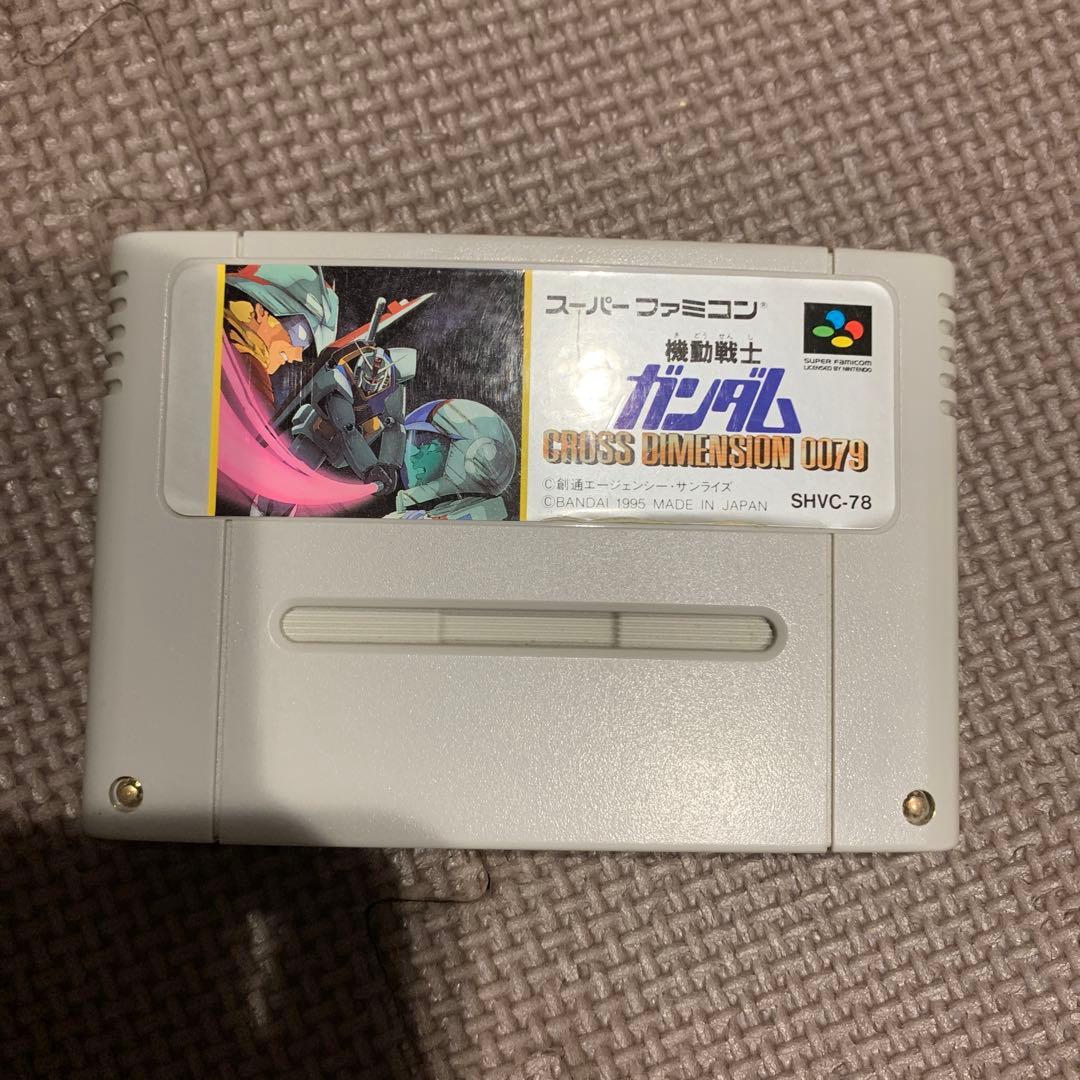 スーパーファミコン®
SUPER FAMICOM
LICENSED BY NINTENDO
きどうせんし
機動戦士
ガンダム
CROSS DIMENSION 0079
©創通エージェンシー・サンライズ
©BANDAI 1995 MADE IN JAPAN
SHVC-78